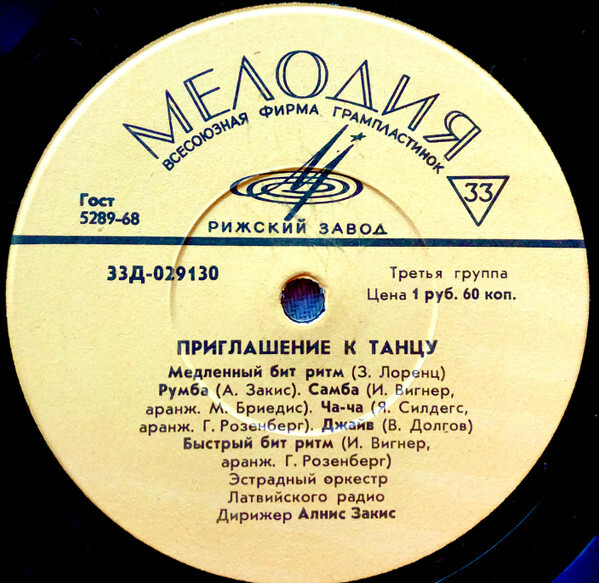 МЕЛОДИЯ
ВСЕСОЮЗНАЯ ФИРМА ГРАМПЛАСТИНОК
33
Гост
5289-68
РИЖСКИЙ ЗАВОД
33Д-029130
Третья группа
Цена 1 руб. 60 коп.
ПРИГЛАШЕНИЕ К ТАНЦУ
Медленный бит ритм (З. Лоренц)
Румба (А. Закис). Самба (И. Вигнер,
аранж. М. Бриедис). Ча-ча (Я. Силдегс,
аранж. Г. Розенберг). Джайв (В. Долгов)
Быстрый бит ритм (И. Вигнер,
аранж. Г. Розенберг)
Эстрадный оркестр
Латвийского радио
Дирижер Алнис Закис